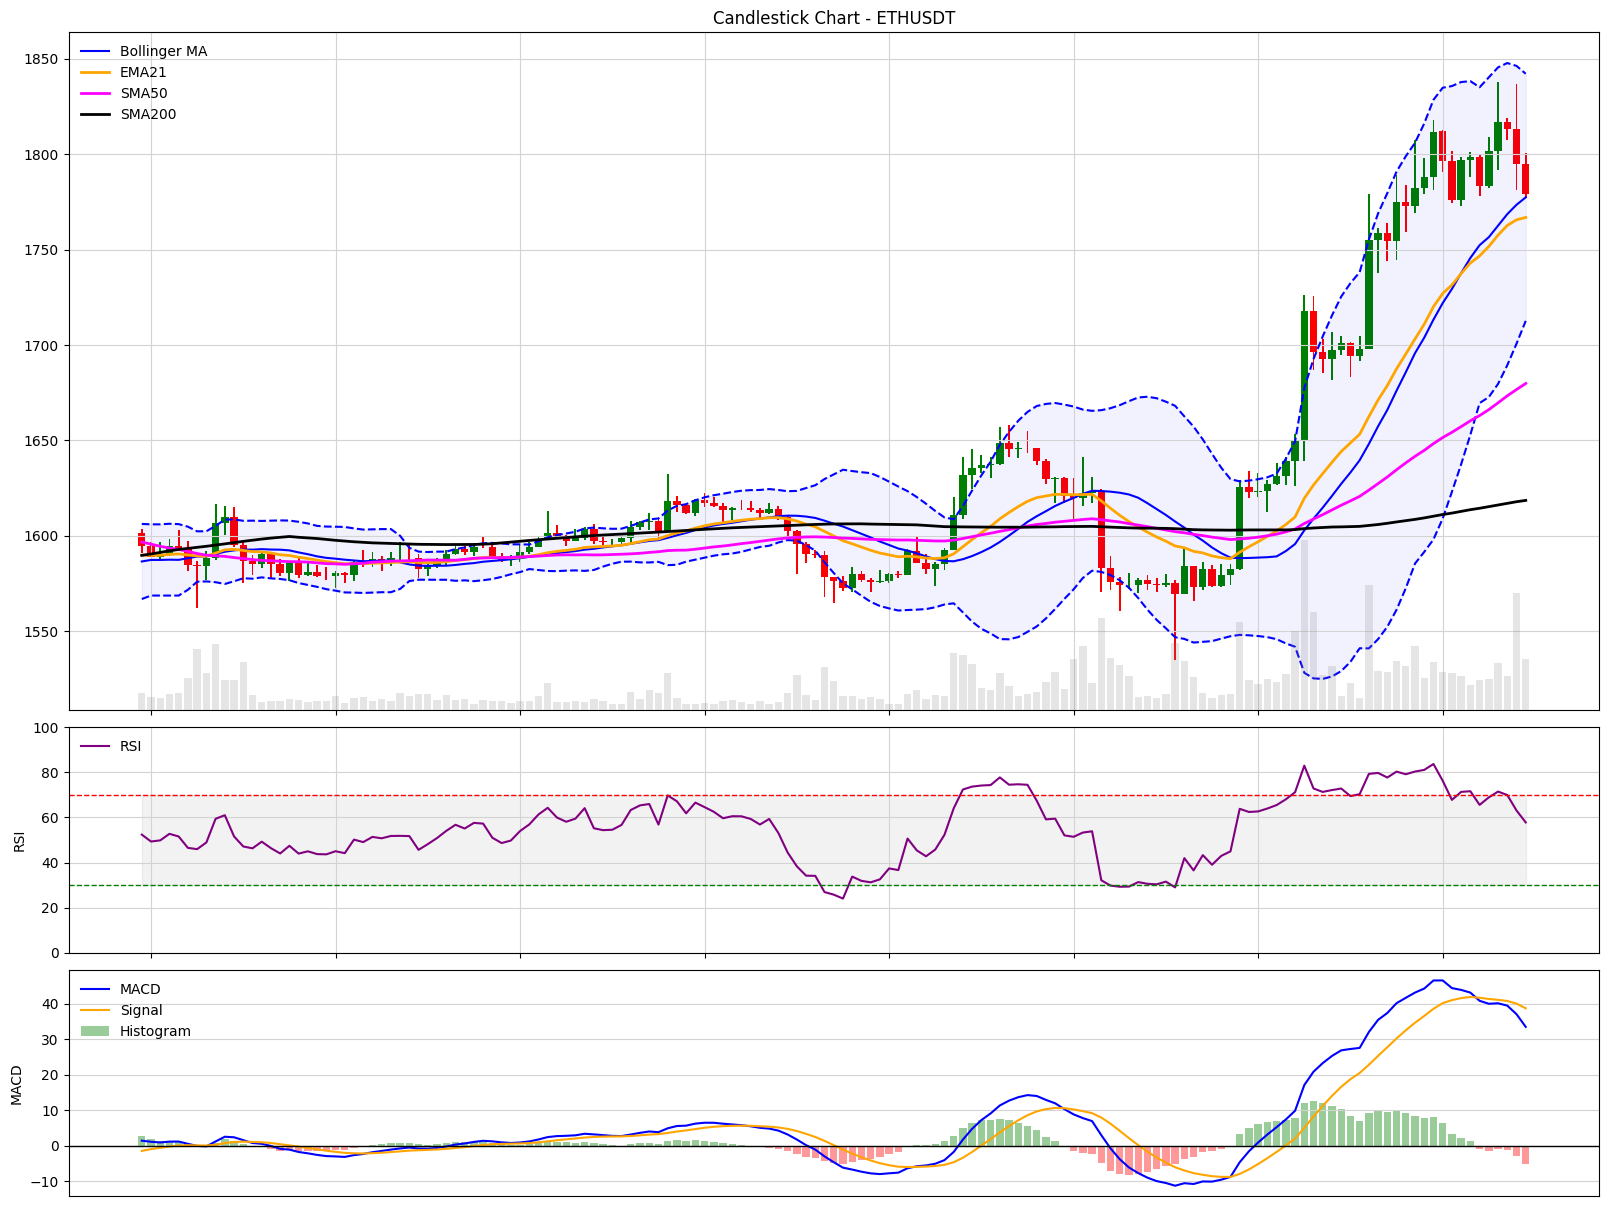 Candlestick Chart - ETHUSDT
Bollinger MA
EMA21
SMA50
SMA200
1850
1800
1750
1700
1650
1600
1550
RSI
100
80
60
40
20
0
RSI
MACD
Signal
Histogram
40
30
20
10
0
−10
MACD